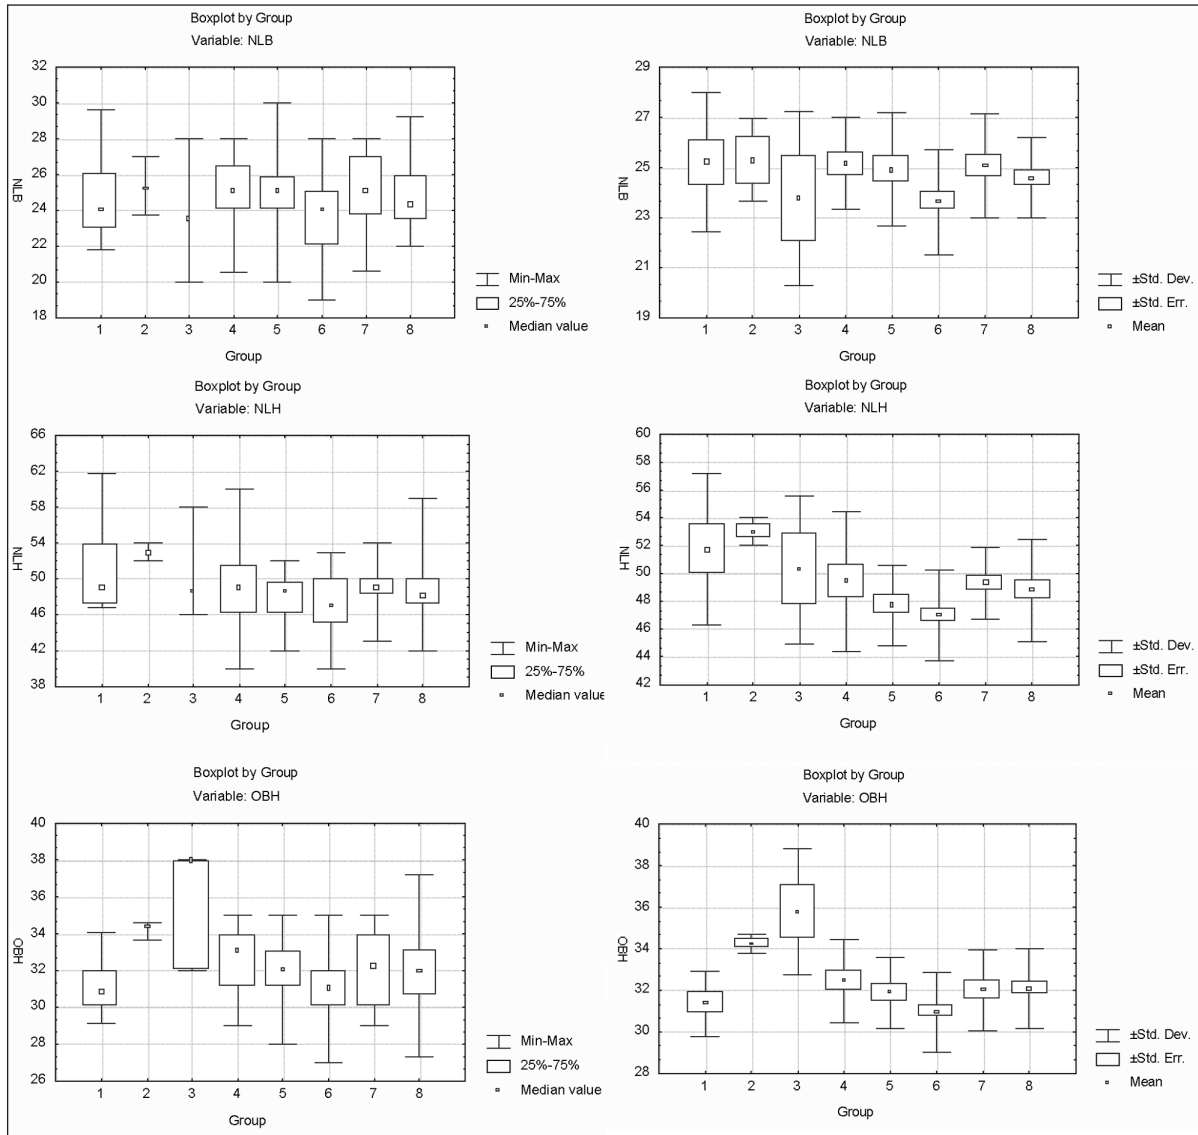 Boxplot by Group
Variable: NLB
32
30
28
26
24
22
20
18
NLB
1 2 3 4 5 6 7 8
Group
Min-Max
25%-75%
Median value
Boxplot by Group
Variable: NLB
29
27
25
23
21
19
NLB
1 2 3 4 5 6 7 8
Group
±Std. Dev.
±Std. Err.
Mean
Boxplot by Group
Variable: NLH
66
62
58
54
50
46
42
38
NLH
1 2 3 4 5 6 7 8
Group
Min-Max
25%-75%
Median value
Boxplot by Group
Variable: NLH
60
58
56
54
52
50
48
46
44
42
NLH
1 2 3 4 5 6 7 8
Group
±Std. Dev.
±Std. Err.
Mean
Boxplot by Group
Variable: OBH
40
38
36
34
32
30
28
26
OBH
1 2 3 4 5 6 7 8
Group
Min-Max
25%-75%
Median value
Boxplot by Group
Variable: OBH
40
38
36
34
32
30
28
OBH
1 2 3 4 5 6 7 8
Group
±Std. Dev.
±Std. Err.
Mean